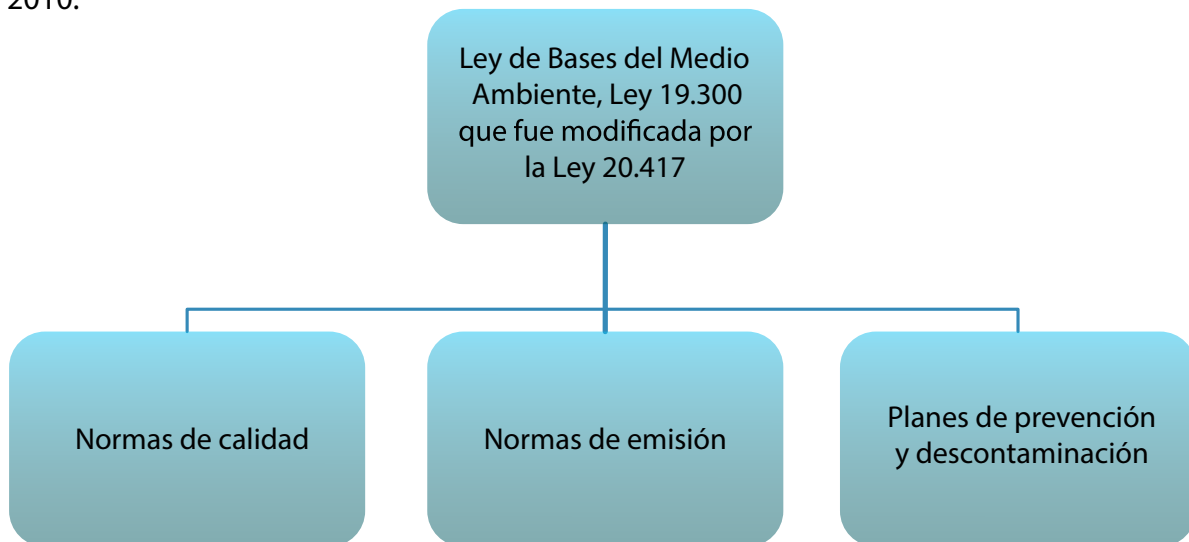 2010.
Ley de Bases del Medio
Ambiente, Ley 19.300
que fue modificada por
la Ley 20.417
Normas de calidad
Normas de emisión
Planes de prevención
y descontaminación